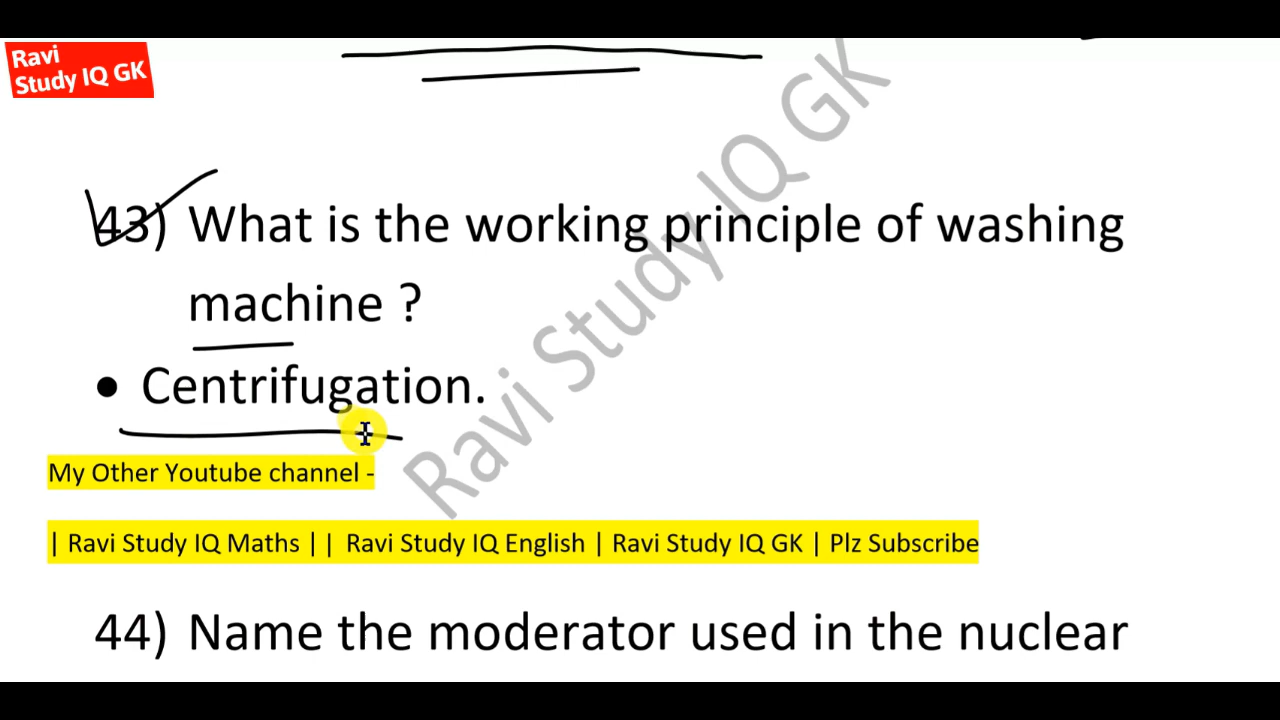 Ravi
Study IQ GK
43) What is the working principle of washing
machine ?
• Centrifugation.
My Other Youtube channel -
| Ravi Study IQ Maths | | Ravi Study IQ English | Ravi Study IQ GK | Plz Subscribe
44) Name the moderator used in the nuclear
Ravi Study IQ GK